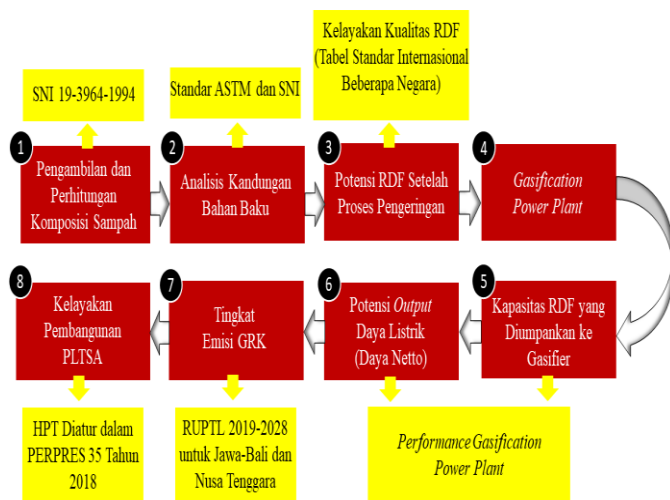 Kelayakan Kualitas RDF
(Tabel Standar Internasional
Beberapa Negara)
SNI 19-3964-1994
Standar ASTM dan SNI
1
Pengambilan dan
Perhitungan
Komposisi Sampah
2
Analisis Kandungan
Bahan Baku
3
Potensi RDF Setelah
Proses Pengeringan
4
Gasification
Power Plant
5
Kapasitas RDF yang
Diumpankan ke
Gasifier
6
Potensi Output
Daya Listrik
(Daya Netto)
7
Tingkat
Emisi GRK
8
Kelayakan
Pembangunan
PLTSA
HPT Diatur dalam
PERPRES 35 Tahun
2018
RUPTL 2019-2028
untuk Jawa-Bali dan
Nusa Tenggara
Performance Gasification
Power Plant